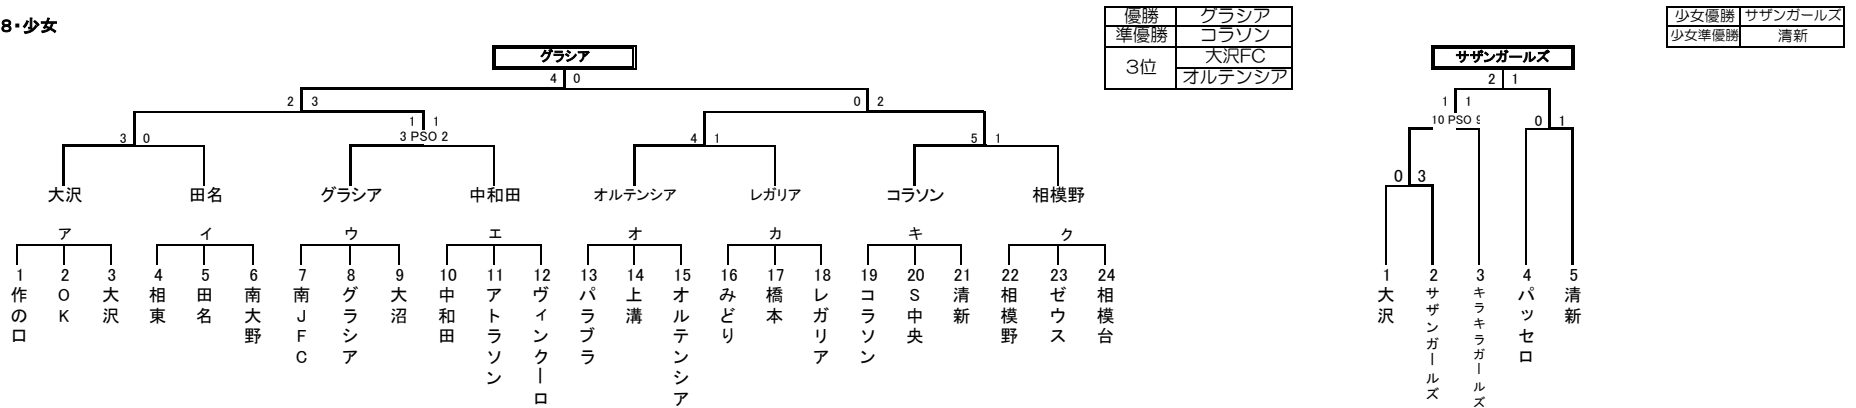 8・少女
優勝 グラシア
準優勝 コラソン
3位 大沢FC
オルテンシア
少女優勝 サザンガールズ
少女準優勝 清新
グラシア
4 0
2 3
0 2
1 1
3 PSO 2
3 0
4 1
5 1
大沢 田名 グラシア 中和田 オルテンシア レガリア コラソン 相模野
ア イ ウ エ オ カ キ ク
1 作の口
2 OK
3 大沢
4 相東
5 田名
6 南大野
7 南JFC
8 グラシア
9 大沼
10 中和田
11 アトラソン
12 ヴィンクーロ
13 パラブラ
14 上溝
15 オルテンシア
16 みどり
17 橋本
18 レガリア
19 コラソン
20 S中央
21 清新
22 相模野
23 ゼウス
24 相模台
サザンガールズ
2 1
1 1
10 PSO 9
0 1
0 3
1 大沢
2 サザンガールズ
3 キラキラガールズ
4 パッセロ
5 清新